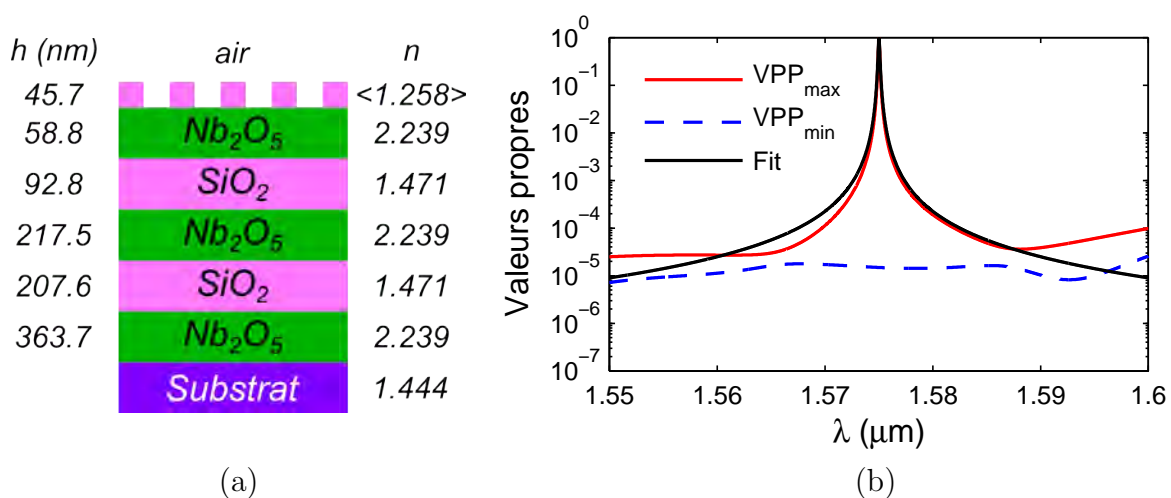 h (nm) air n
45.7 <1.258>
58.8 Nb₂O₅ 2.239
92.8 SiO₂ 1.471
217.5 Nb₂O₅ 2.239
207.6 SiO₂ 1.471
363.7 Nb₂O₅ 2.239
Substrat 1.444
(a)
Valeurs propres
10⁰
10⁻¹
10⁻²
10⁻³
10⁻⁴
10⁻⁵
10⁻⁶
10⁻⁷
VPPmax
VPPmin
Fit
1.55 1.56 1.57 1.58 1.59 1.6
λ (μm)
(b)